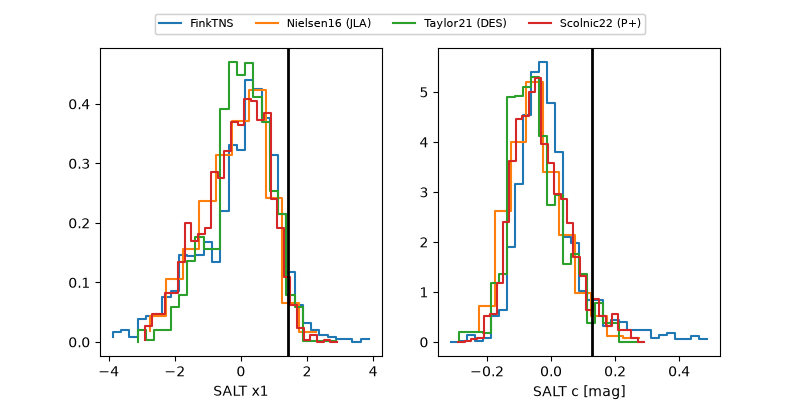 FinkTNS Nielsen16 (JLA) Taylor21 (DES) Scolnic22 (P+)
0.4
0.3
0.2
0.1
0.0
−4 −2 0 2 4
SALT x1
5
4
3
2
1
0
−0.2 0.0 0.2 0.4
SALT c [mag]